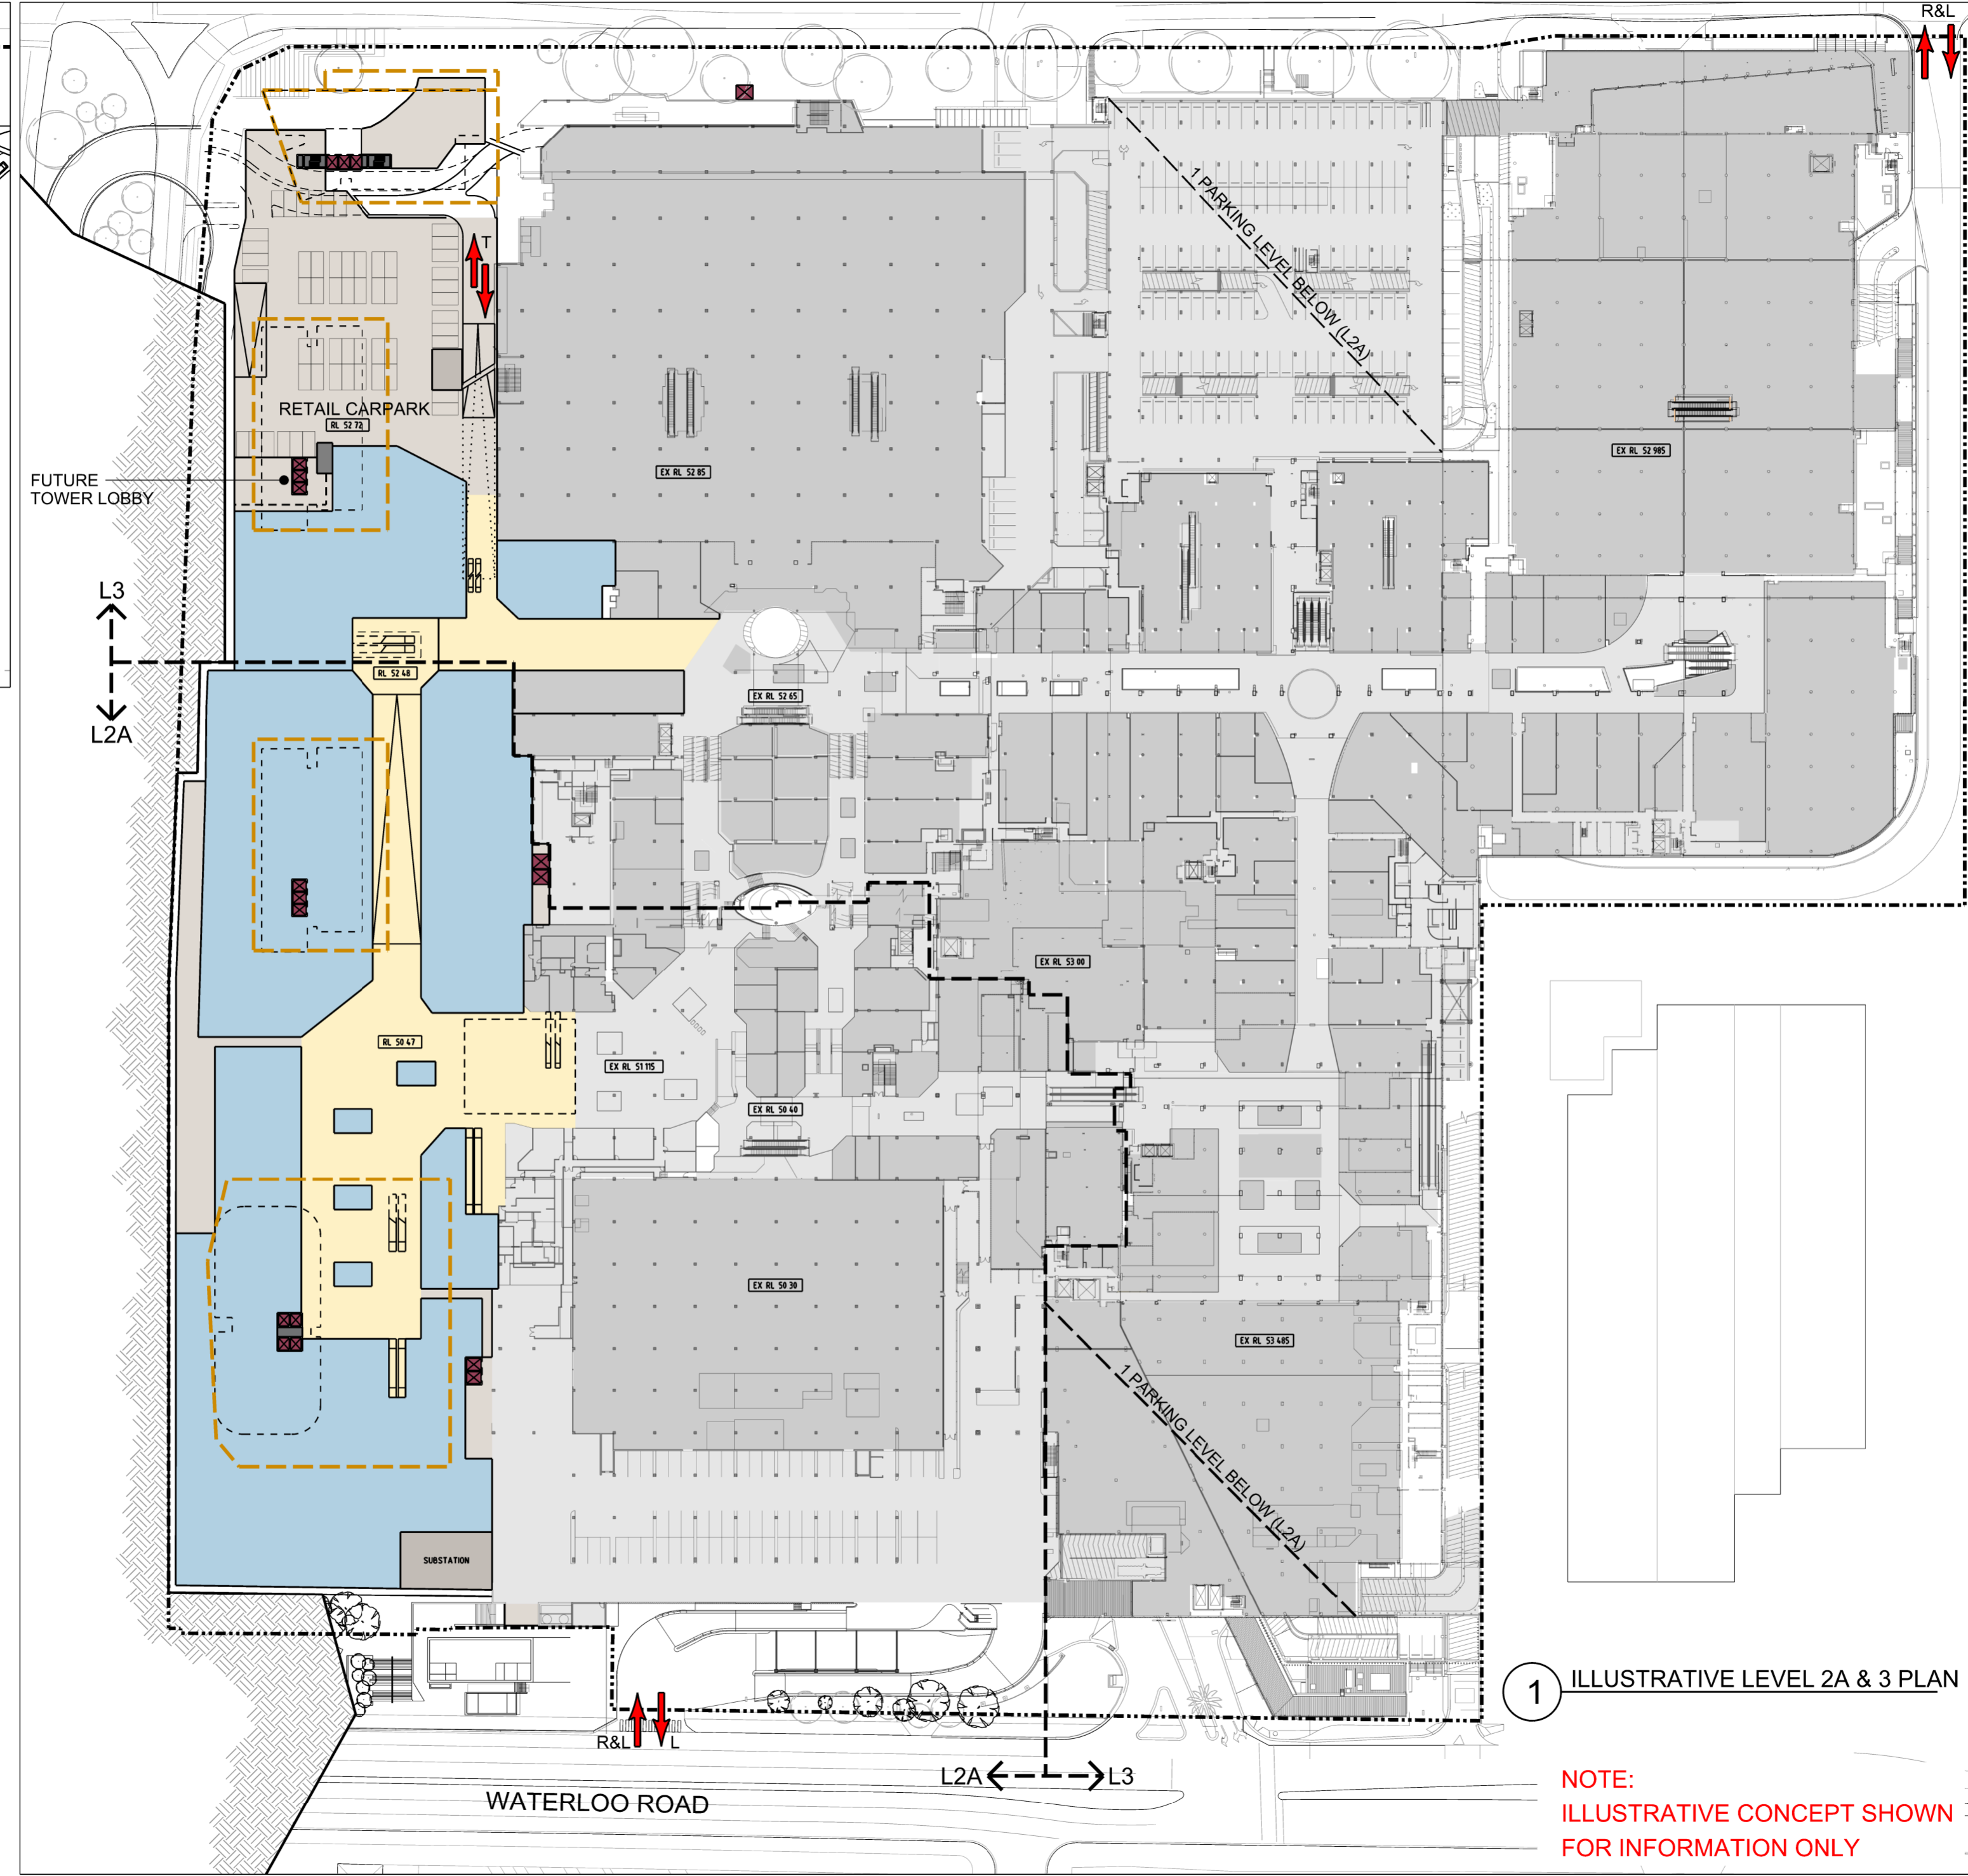 R&L
T
1 PARKING LEVEL BELOW (L2A)
RETAIL CARPARK
RL 52 72
EX RL 52 85
EX RL 52 985
FUTURE
TOWER LOBBY
L3
L2A
RL 52 48
EX RL 52 65
EX RL 53 00
RL 50 47
EX RL 51 115
EX RL 50 40
EX RL 50 30
EX RL 53 485
1 PARKING LEVEL BELOW (L2A)
SUBSTATION
R&L
L
L2A
L3
WATERLOO ROAD
1
ILLUSTRATIVE LEVEL 2A & 3 PLAN
NOTE:
ILLUSTRATIVE CONCEPT SHOWN
FOR INFORMATION ONLY